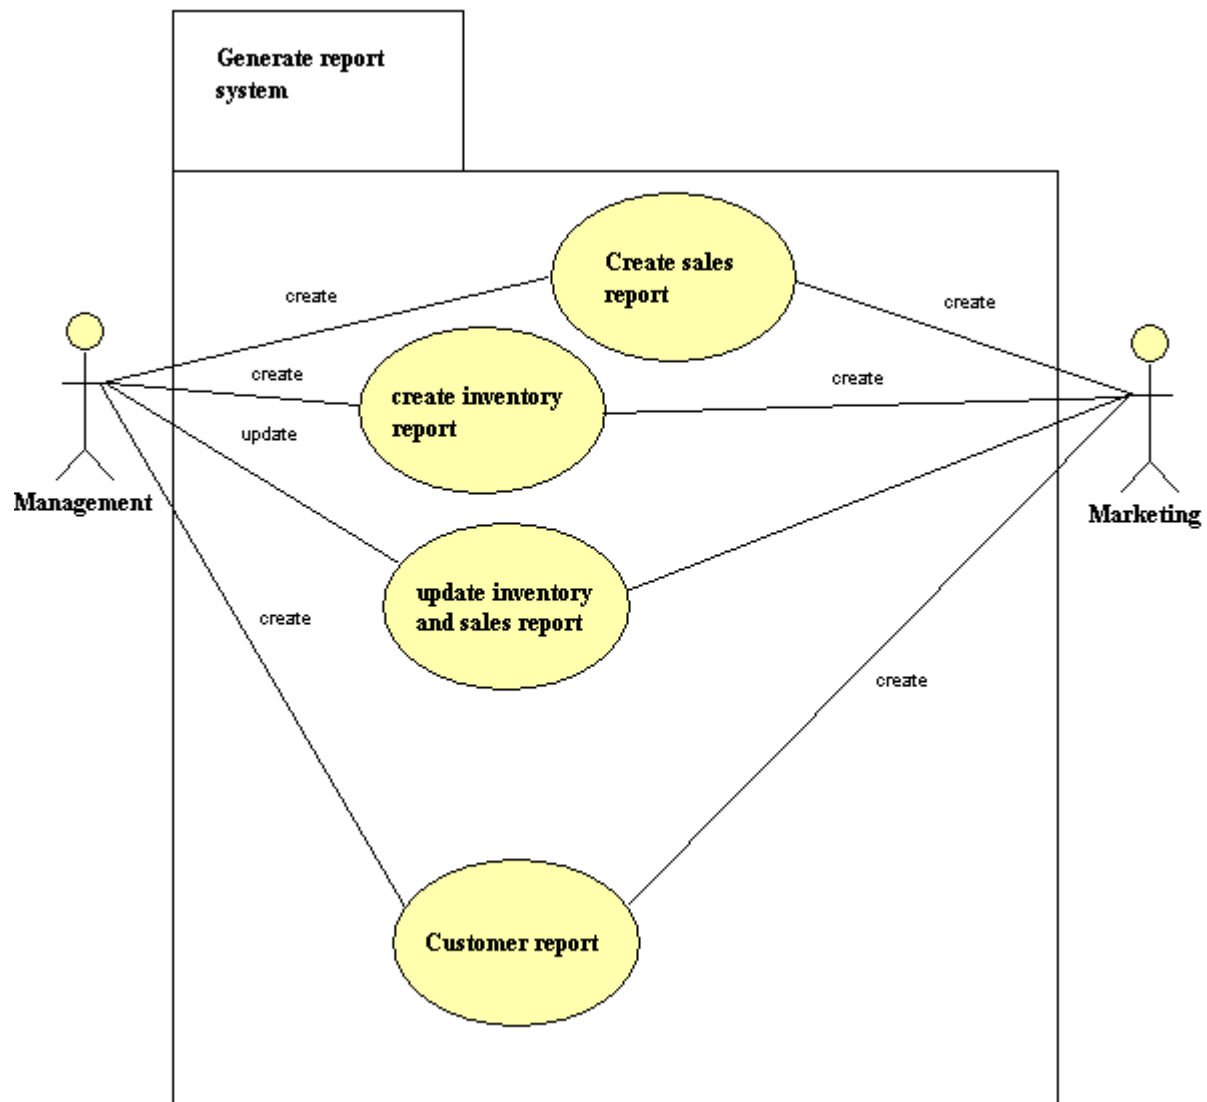 Generate report
system
Create sales
report
create
create
create
create
create inventory
report
update
Management
Marketing
update inventory
and sales report
create
create
Customer report